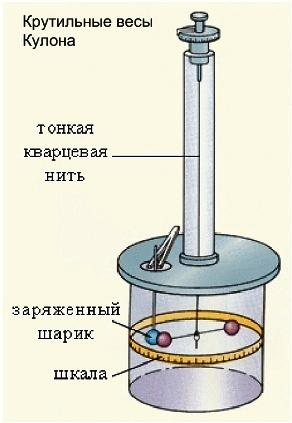 Крутильные весы
Кулона
тонкая
кварцевая
нить
заряженный
шарик
шкала